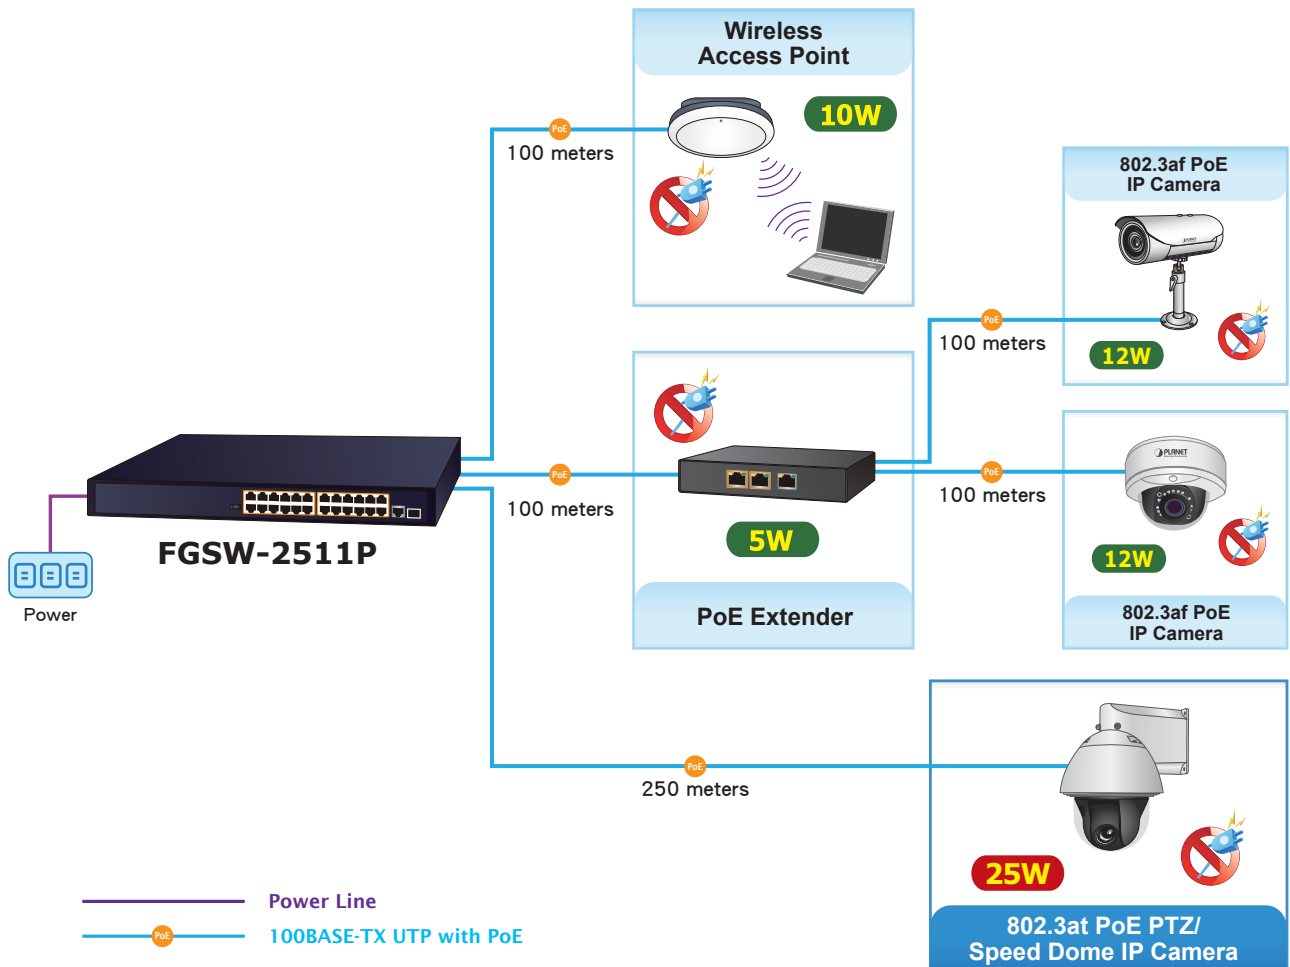 Wireless
Access Point
10W
PoE
100 meters
802.3af PoE
IP Camera
PLANET
PoE
100 meters
12W
PoE
100 meters
5W
PoE Extender
PoE
100 meters
PLANET
12W
802.3af PoE
IP Camera
FGSW-2511P
Power
PoE
250 meters
25W
802.3at PoE PTZ/
Speed Dome IP Camera
Power Line
PoE
100BASE-TX UTP with PoE